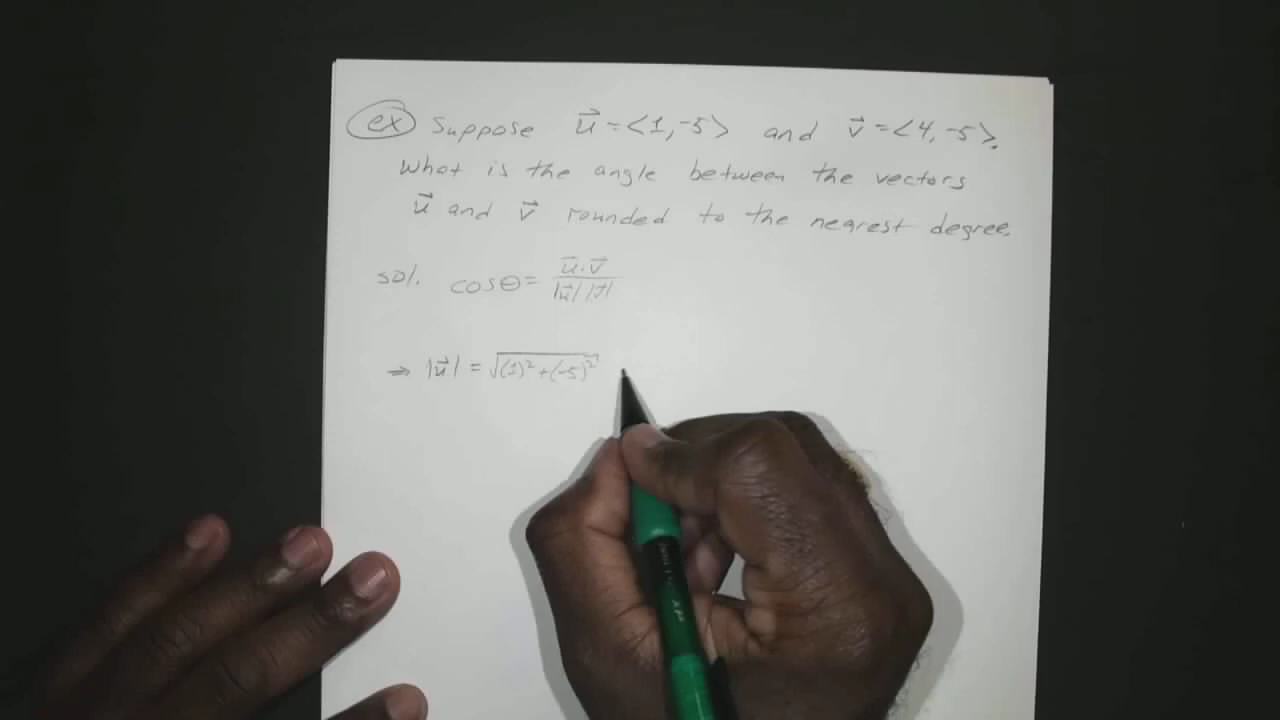 ex Suppose u⃗ = <1, -5> and v⃗ = <4, -5>.
What is the angle between the vectors
u⃗ and v⃗ rounded to the nearest degree.
sol. cosθ = u⃗·v⃗ / |u⃗| |v⃗|
⇒ |u⃗| = √(1)² + (-5)²